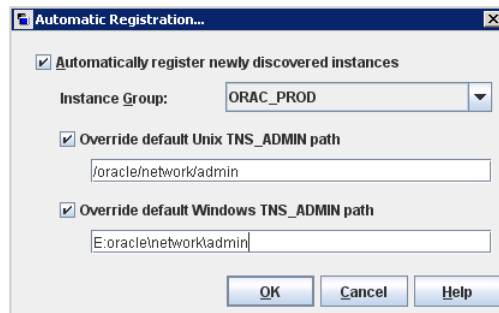 Automatic Registration...
Automatically register newly discovered instances
Instance Group: ORAC_PROD
Override default Unix TNS_ADMIN path
/oracle/network/admin
Override default Windows TNS_ADMIN path
E:oracle\network\admin
OK Cancel Help